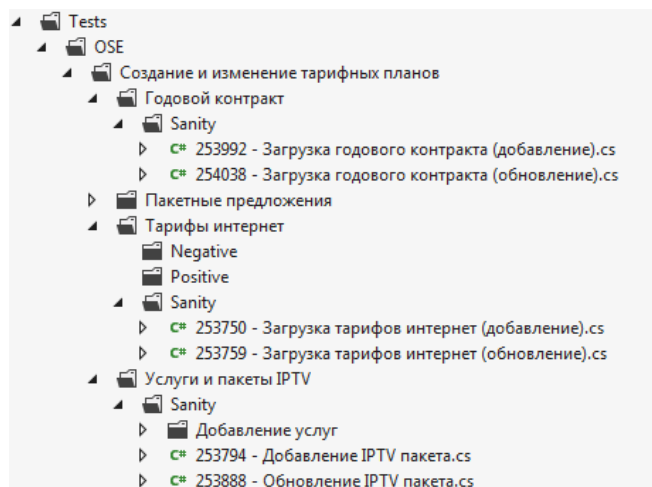 Tests
OSE
Создание и изменение тарифных планов
Годовой контракт
Sanity
C# 253992 - Загрузка годового контракта (добавление).cs
C# 254038 - Загрузка годового контракта (обновление).cs
Пакетные предложения
Тарифы интернет
Negative
Positive
Sanity
C# 253750 - Загрузка тарифов интернет (добавление).cs
C# 253759 - Загрузка тарифов интернет (обновление).cs
Услуги и пакеты IPTV
Sanity
Добавление услуг
C# 253794 - Добавление IPTV пакета.cs
C# 253888 - Обновление IPTV пакета.cs